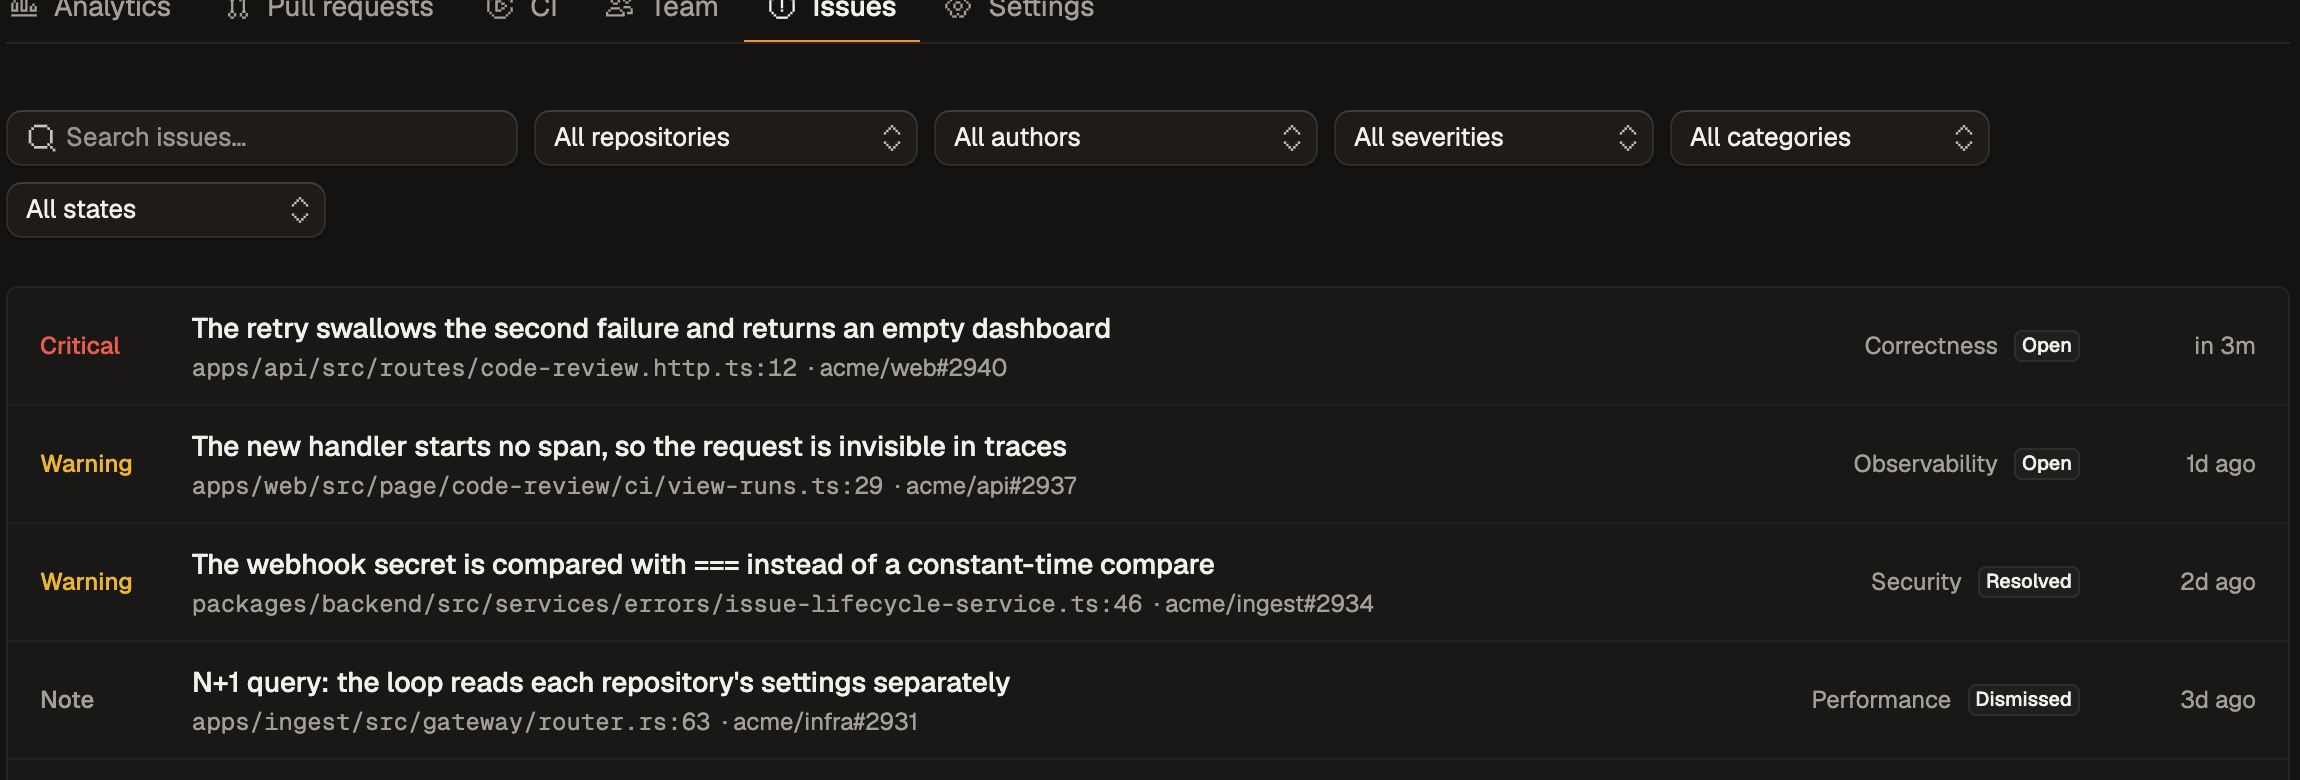 Analytics Pull requests CI Team Issues Settings
Search issues... All repositories All authors All severities All categories
All states
Critical The retry swallows the second failure and returns an empty dashboard Correctness Open in 3m
apps/api/src/routes/code-review.http.ts:12 · acme/web#2940
Warning The new handler starts no span, so the request is invisible in traces Observability Open 1d ago
apps/web/src/page/code-review/ci/view-runs.ts:29 · acme/api#2937
Warning The webhook secret is compared with === instead of a constant-time compare Security Resolved 2d ago
packages/backend/src/services/errors/issue-lifecycle-service.ts:46 · acme/ingest#2934
Note N+1 query: the loop reads each repository's settings separately Performance Dismissed 3d ago
apps/ingest/src/gateway/router.rs:63 · acme/infra#2931